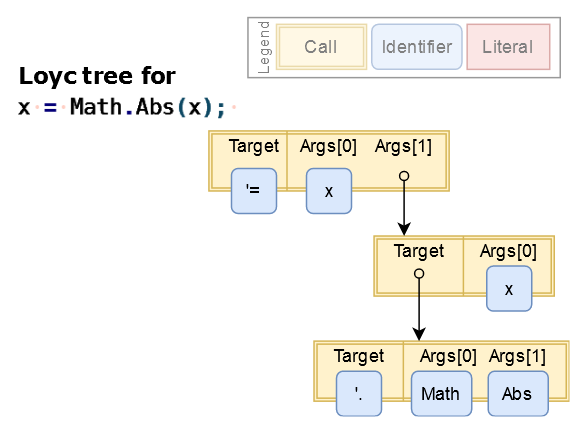 Legend
Call Identifier Literal
Loyc tree for
x = Math.Abs(x);
Target Args[0] Args[1]
'= x
Target Args[0]
x
Target Args[0] Args[1]
'. Math Abs